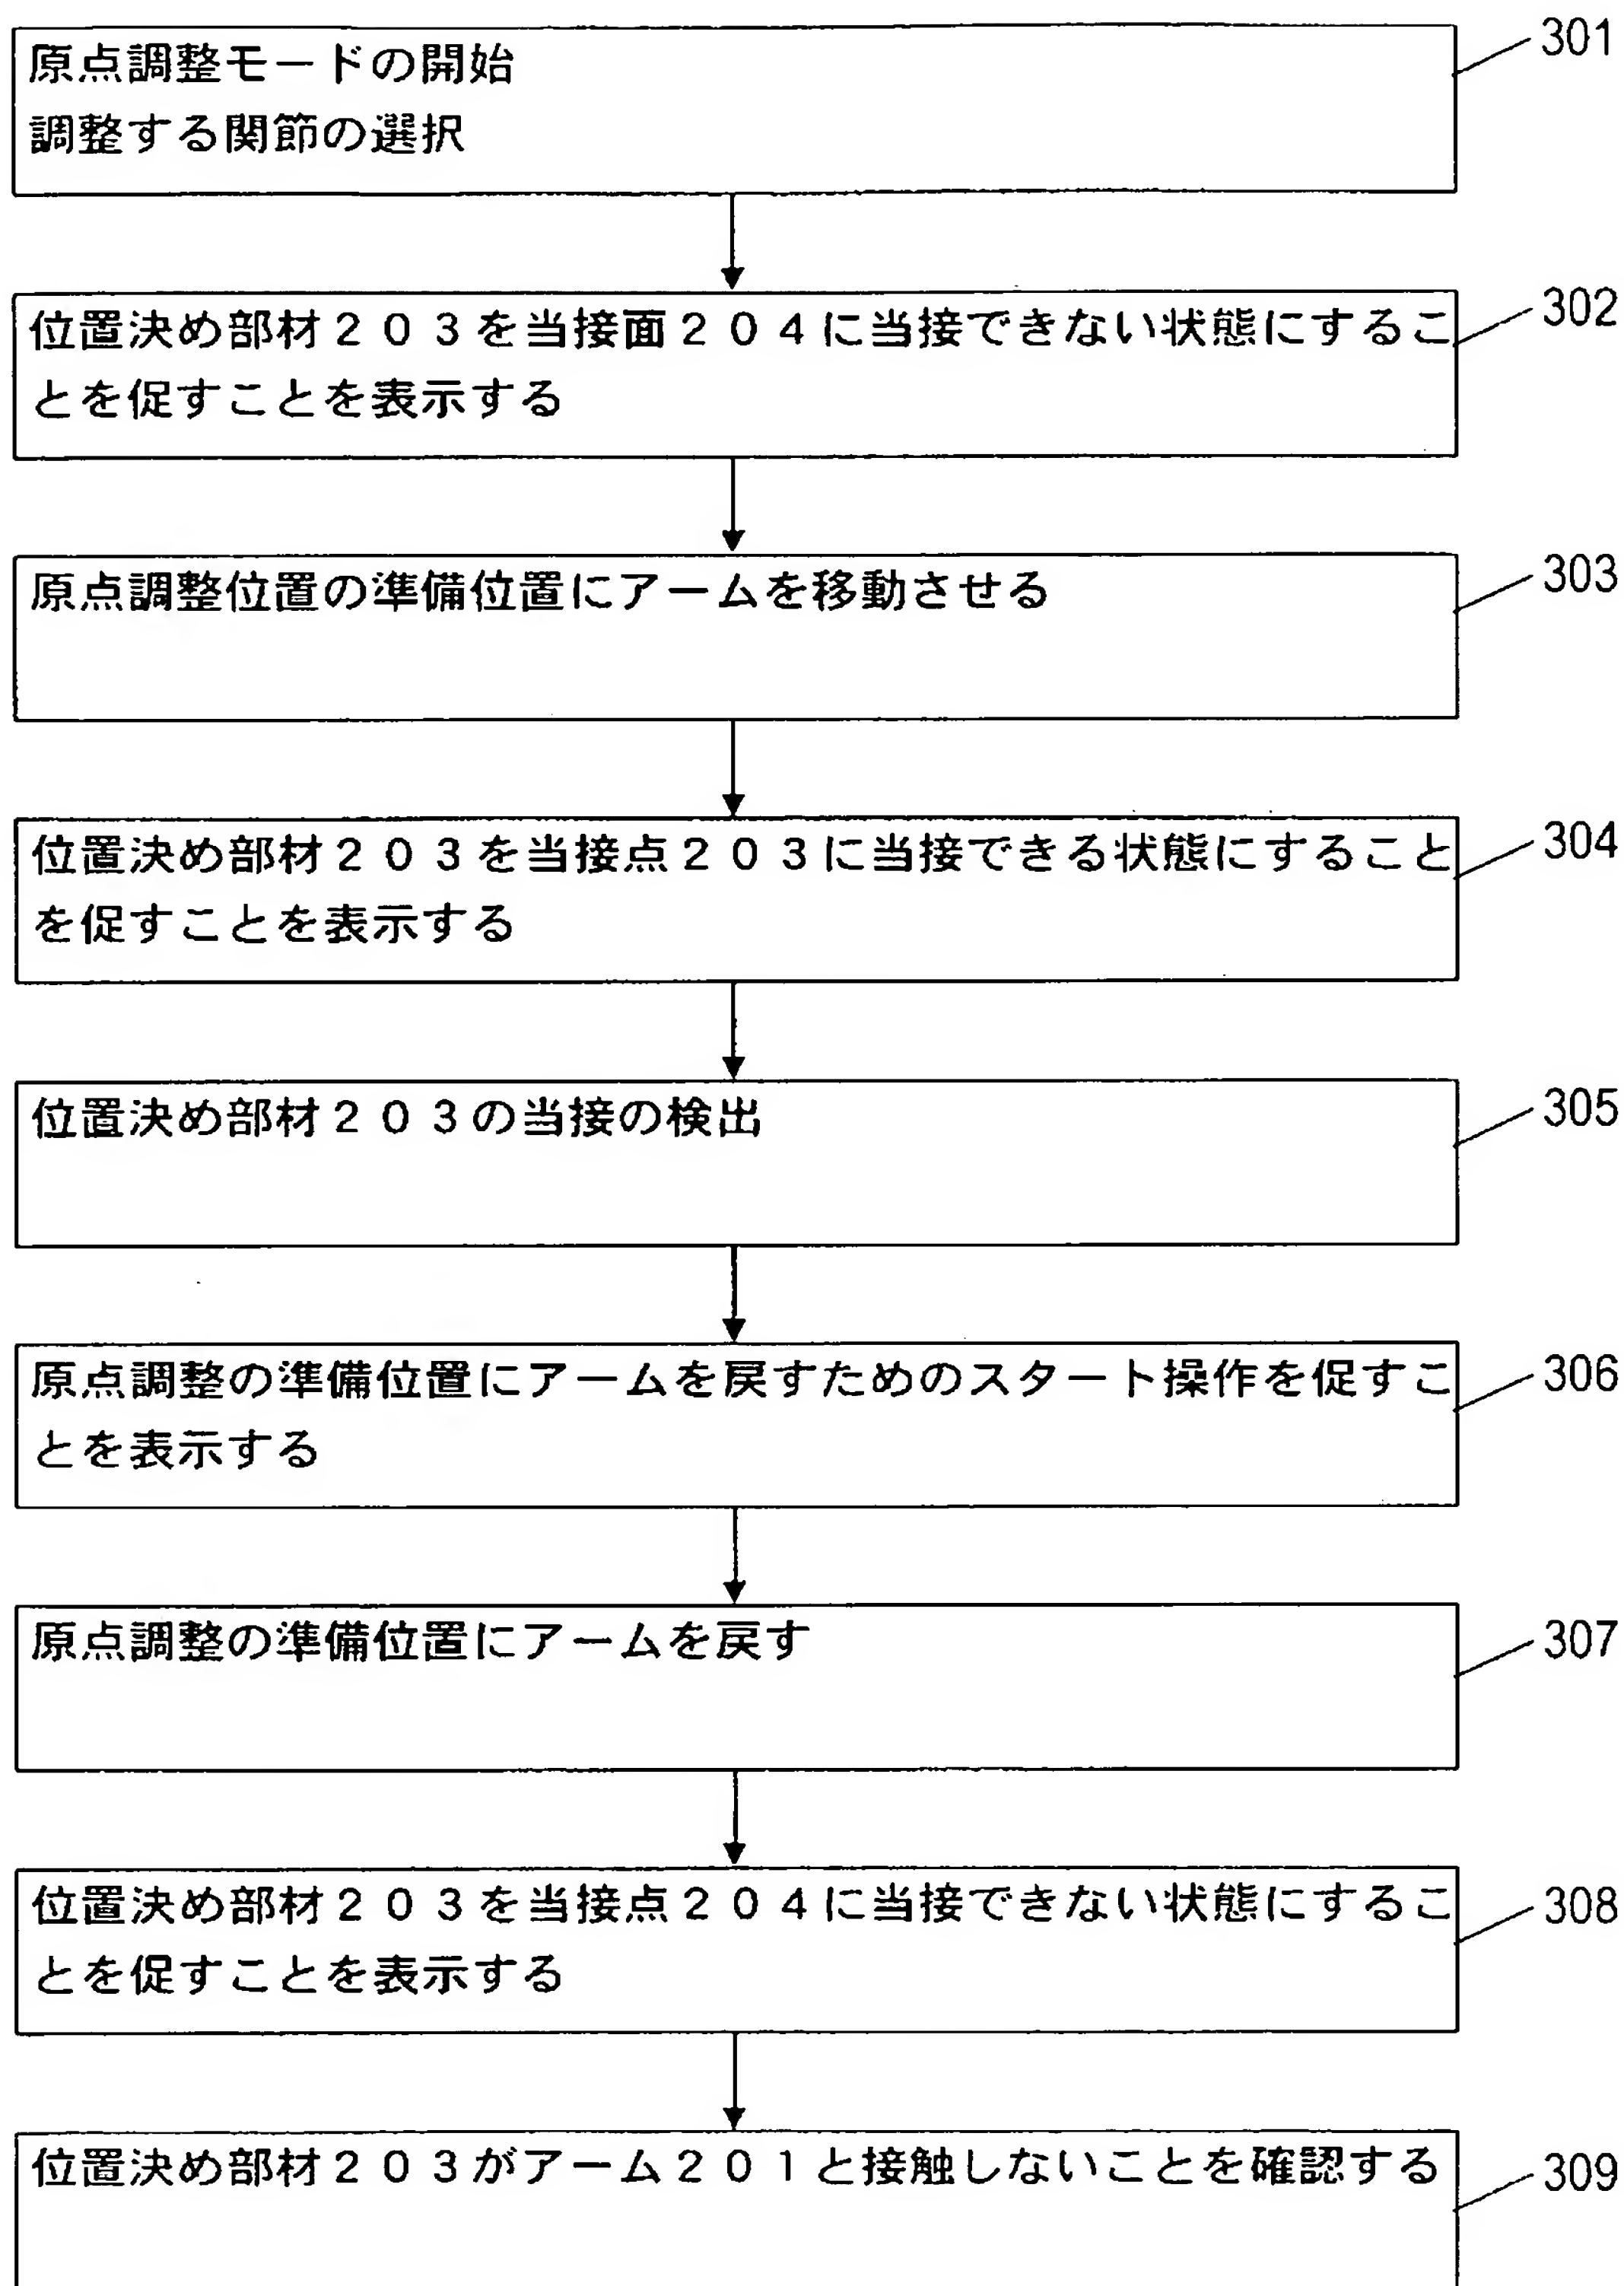 原点調整モードの開始
調整する関節の選択
301
位置決め部材203を当接面204に当接できない状態にするこ
とを促すことを表示する
302
原点調整位置の準備位置にアームを移動させる
303
位置決め部材203を当接点203に当接できる状態にすること
を促すことを表示する
304
位置決め部材203の当接の検出
305
原点調整の準備位置にアームを戻すためのスタート操作を促すこ
とを表示する
306
原点調整の準備位置にアームを戻す
307
位置決め部材203を当接点204に当接できない状態にするこ
とを促すことを表示する
308
位置決め部材203がアーム201と接触しないことを確認する
309